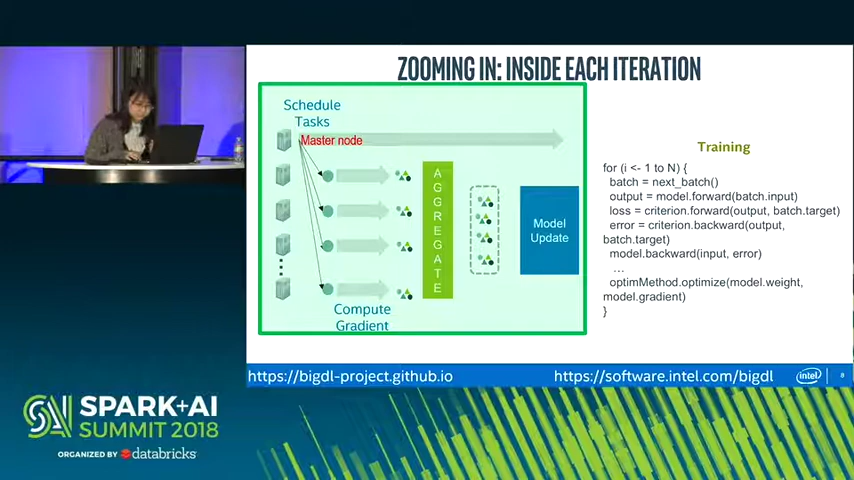 ZOOMING IN: INSIDE EACH ITERATION
Schedule
Tasks
Master node
AGGREGATE
Model
Update
Compute
Gradient
Training
for (i <- 1 to N) {
batch = next_batch()
output = model.forward(batch.input)
loss = criterion.forward(output, batch.target)
error = criterion.backward(output,
batch.target)
model.backward(input, error)
…
optimMethod.optimize(model.weight,
model.gradient)
}
https://bigdl-project.github.io
https://software.intel.com/bigdl
intel
8
SPARK+AI
SUMMIT 2018
ORGANIZED BY databricks